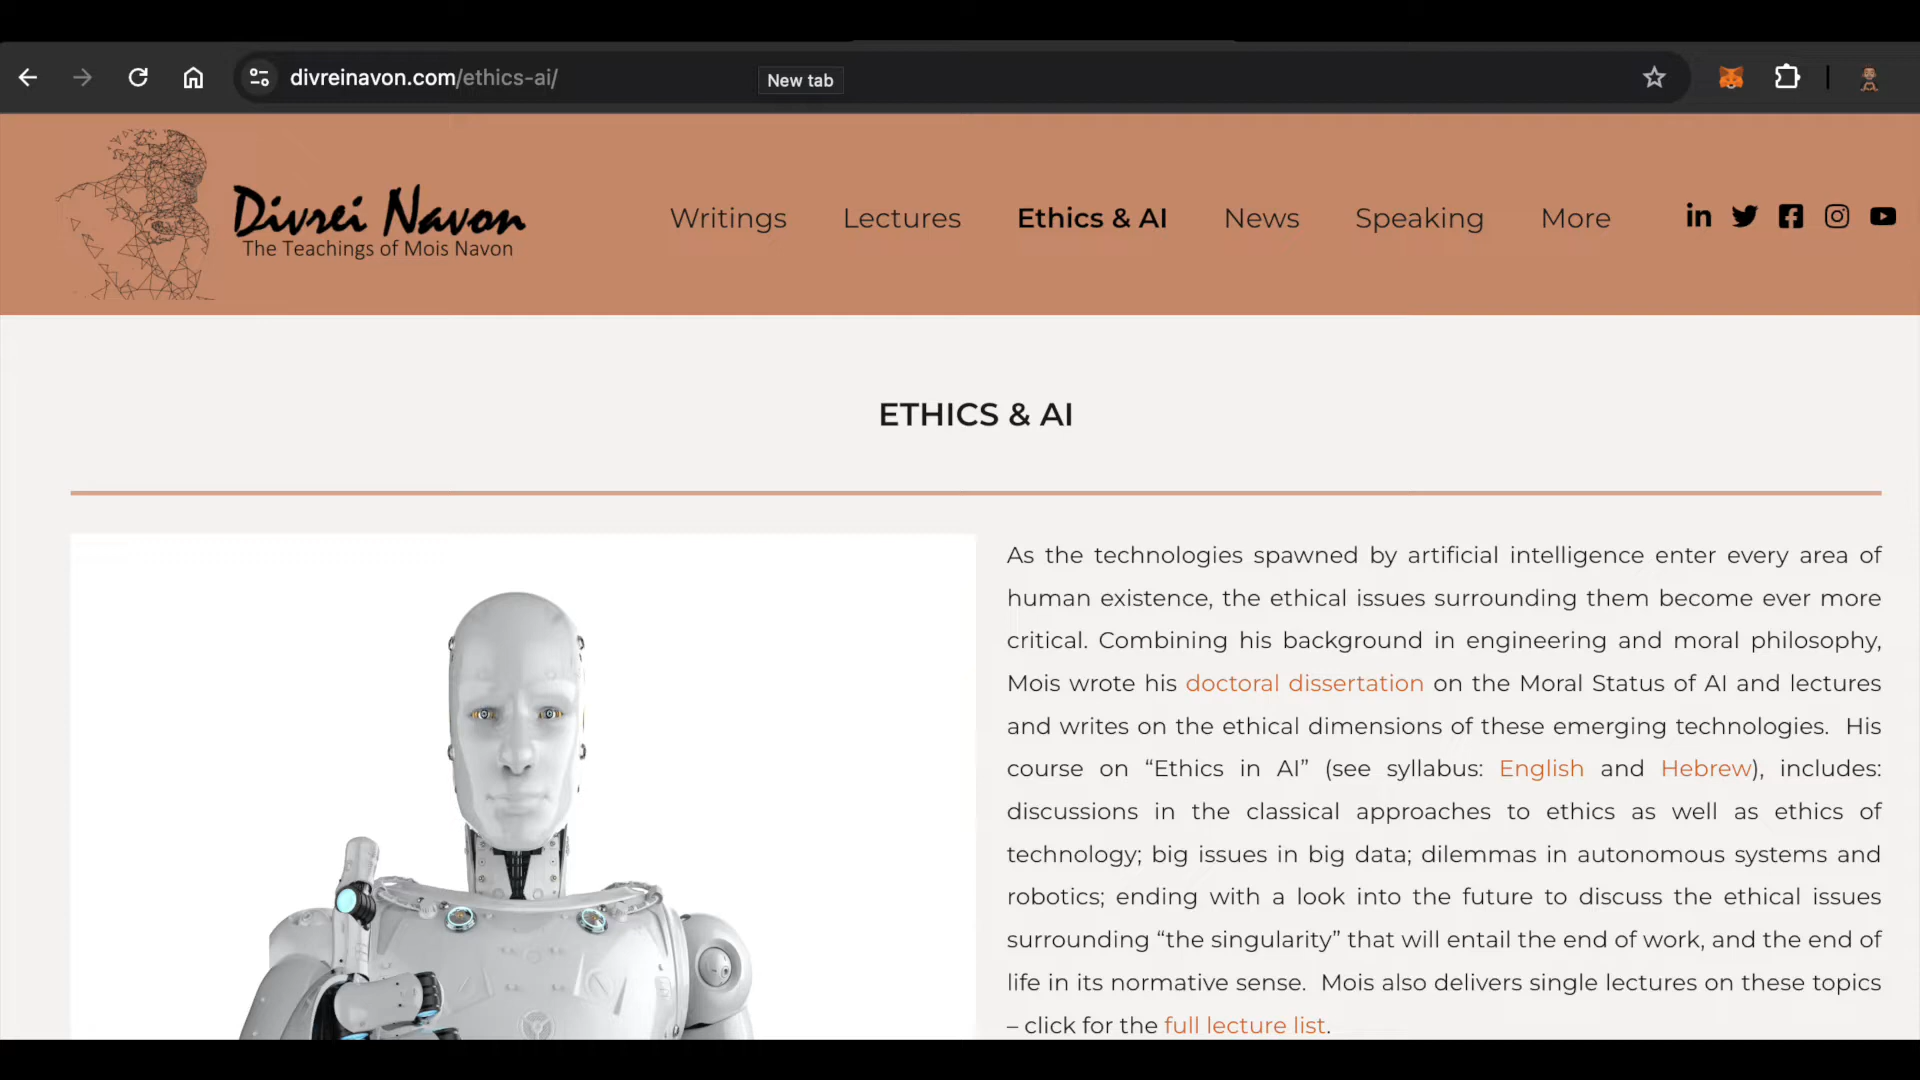 divreinavon.com/ethics-ai/
New tab
Divrei Navon
The Teachings of Mois Navon
Writings
Lectures
Ethics & AI
News
Speaking
More
ETHICS & AI
As the technologies spawned by artificial intelligence enter every area of
human existence, the ethical issues surrounding them become ever more
critical. Combining his background in engineering and moral philosophy,
Mois wrote his doctoral dissertation on the Moral Status of AI and lectures
and writes on the ethical dimensions of these emerging technologies. His
course on “Ethics in AI” (see syllabus: English and Hebrew), includes:
discussions in the classical approaches to ethics as well as ethics of
technology; big issues in big data; dilemmas in autonomous systems and
robotics; ending with a look into the future to discuss the ethical issues
surrounding “the singularity” that will entail the end of work, and the end of
life in its normative sense. Mois also delivers single lectures on these topics
– click for the full lecture list.